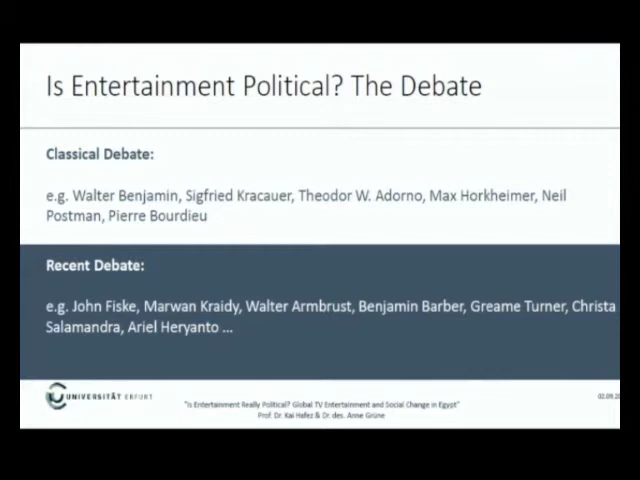 Is Entertainment Political? The Debate
Classical Debate:
e.g. Walter Benjamin, Sigfried Kracauer, Theodor W. Adorno, Max Horkheimer, Neil
Postman, Pierre Bourdieu
Recent Debate:
e.g. John Fiske, Marwan Kraidy, Walter Armbrust, Benjamin Barber, Greame Turner, Christa
Salamandra, Ariel Heryanto ...
UNIVERSITÄT ERFURT
"Is Entertainment Really Political? Global TV Entertainment and Social Change in Egypt"
Prof. Dr. Kai Hafez & Dr. des. Anne Grüne